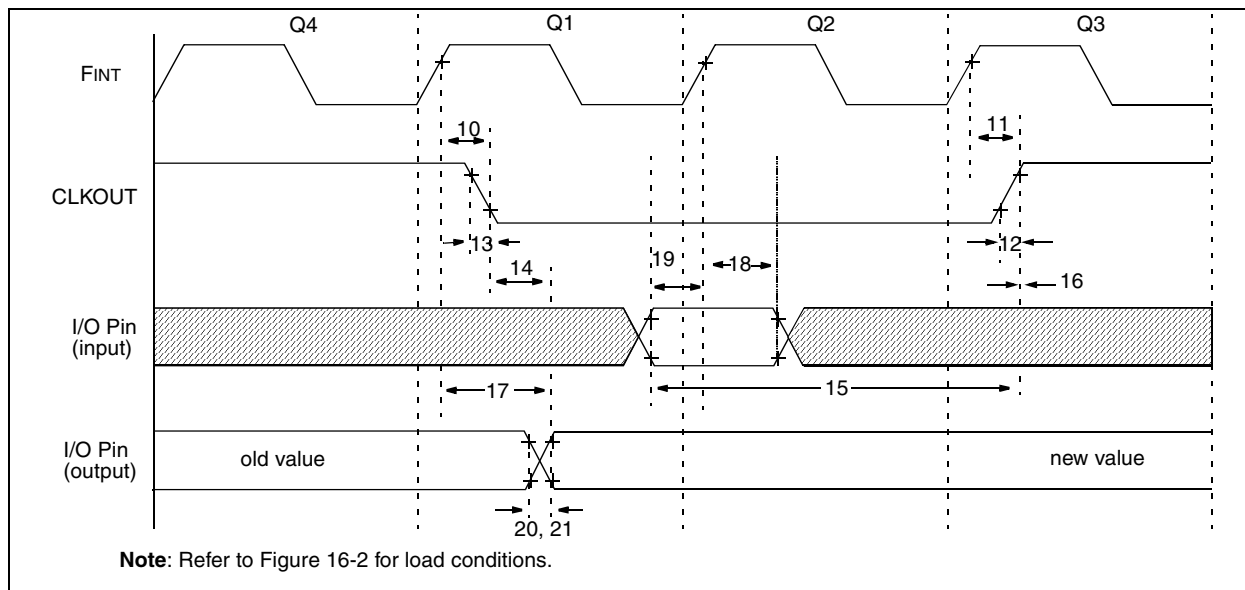 Q4 Q1 Q2 Q3
FINT
10 11
CLKOUT
13 12
14 19 18 16
I/O Pin
(input)
17 15
I/O Pin
(output)
old value new value
20, 21
Note: Refer to Figure 16-2 for load conditions.